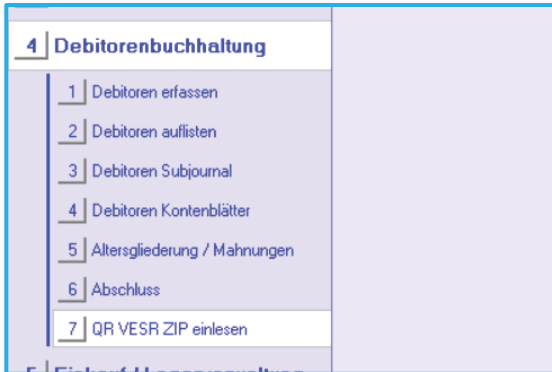 4 Debitorenbuchhaltung
1 Debitoren erfassen
2 Debitoren auflisten
3 Debitoren Subjournal
4 Debitoren Kontenblätter
5 Altersgliederung / Mahnungen
6 Abschluss
7 QR VESR ZIP einlesen